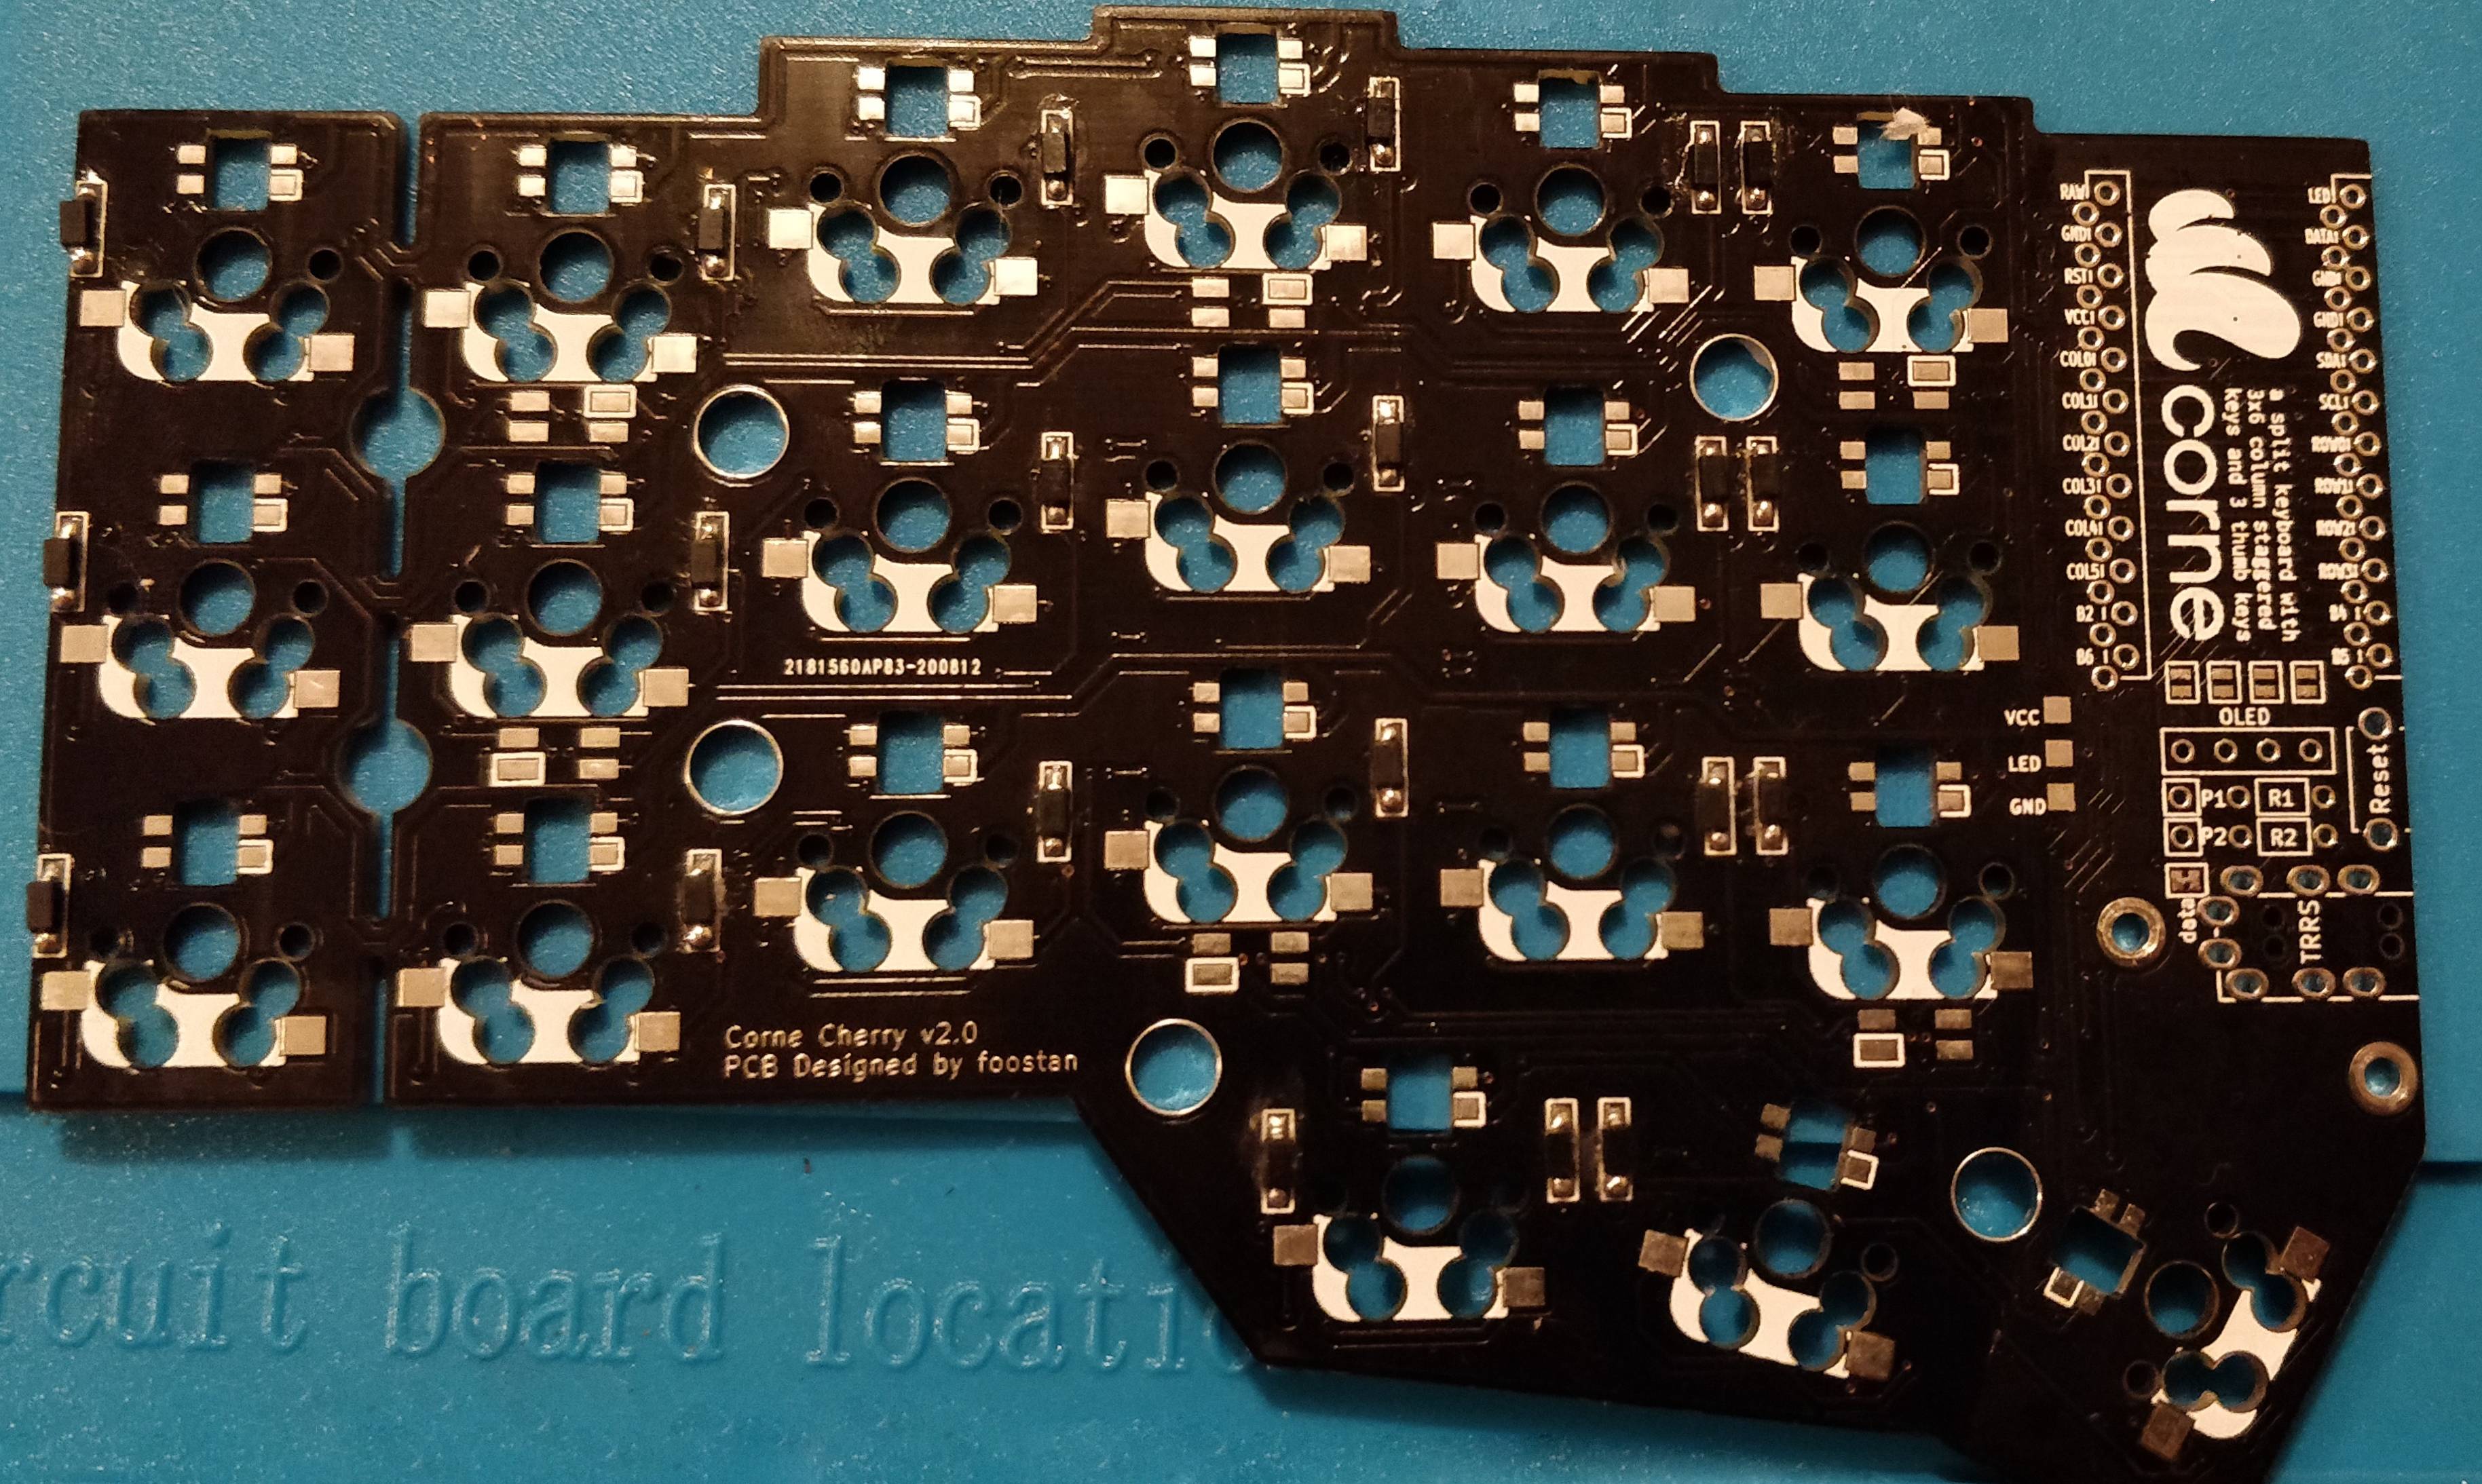 RAW
GND
RST
VCC
COL0
COL1
COL2
COL3
COL4
COL5
B2
B6
corne
a split keyboard with
3x6 column staggered
keys and 3 thumb keys
LED
DATA
GND
GND
SDA
SCL
ROW0
ROW1
ROW2
ROW3
B4
B5
OLED
VCC
LED
GND
P1 R1
P2 R2
Reset
data
TRRS
2181560AP83-200812
Corne Cherry v2.0
PCB Designed by foostan
rcuit board locati